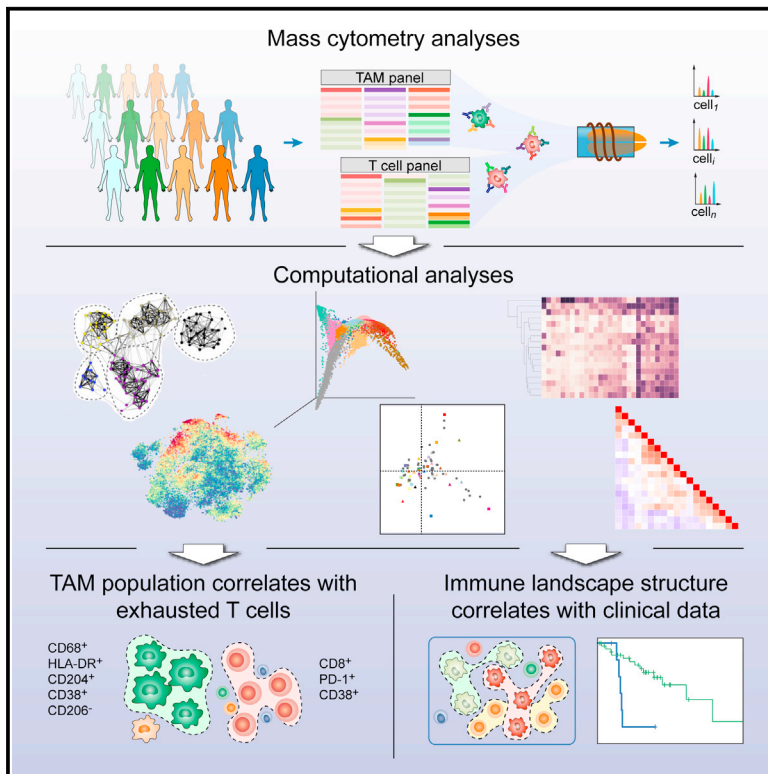 Mass cytometry analyses
TAM panel
T cell panel
cell1
celli
celln
Computational analyses
TAM population correlates with
exhausted T cells
CD68+
HLA-DR+
CD204+
CD38+
CD206-
CD8+
PD-1+
CD38+
Immune landscape structure
correlates with clinical data